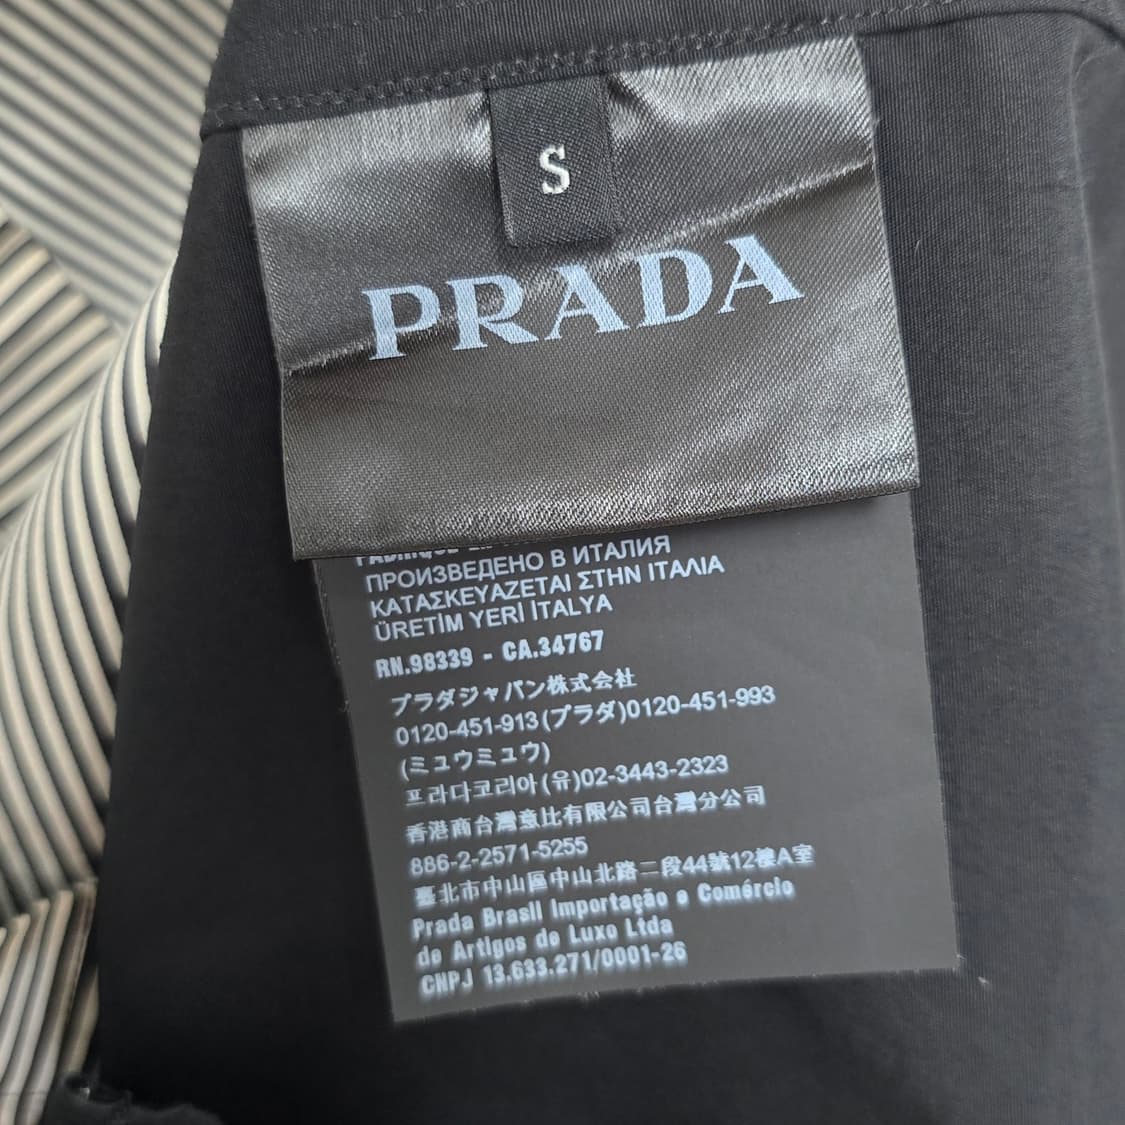 S
PRADA
ПРОИЗВЕДЕНО В ИТАЛИЯ
ΚΑΤΑΣΚΕΥΑΖΕΤΑΙ ΣΤΗΝ ΙΤΑΛΙΑ
ÜRETİM YERİ İTALYA
RN.98339 - CA.34767
プラダジャパン株式会社
0120-451-913(プラダ)0120-451-993
(ミュウミュウ)
프라다코리아(유)02-3443-2323
香港商台灣意比有限公司台灣分公司
886-2-2571-5255
臺北市中山區中山北路二段44號12樓A室
Prada Brasil Importação e Comércio
de Artigos de Luxo Ltda
CNPJ 13.633.271/0001-26